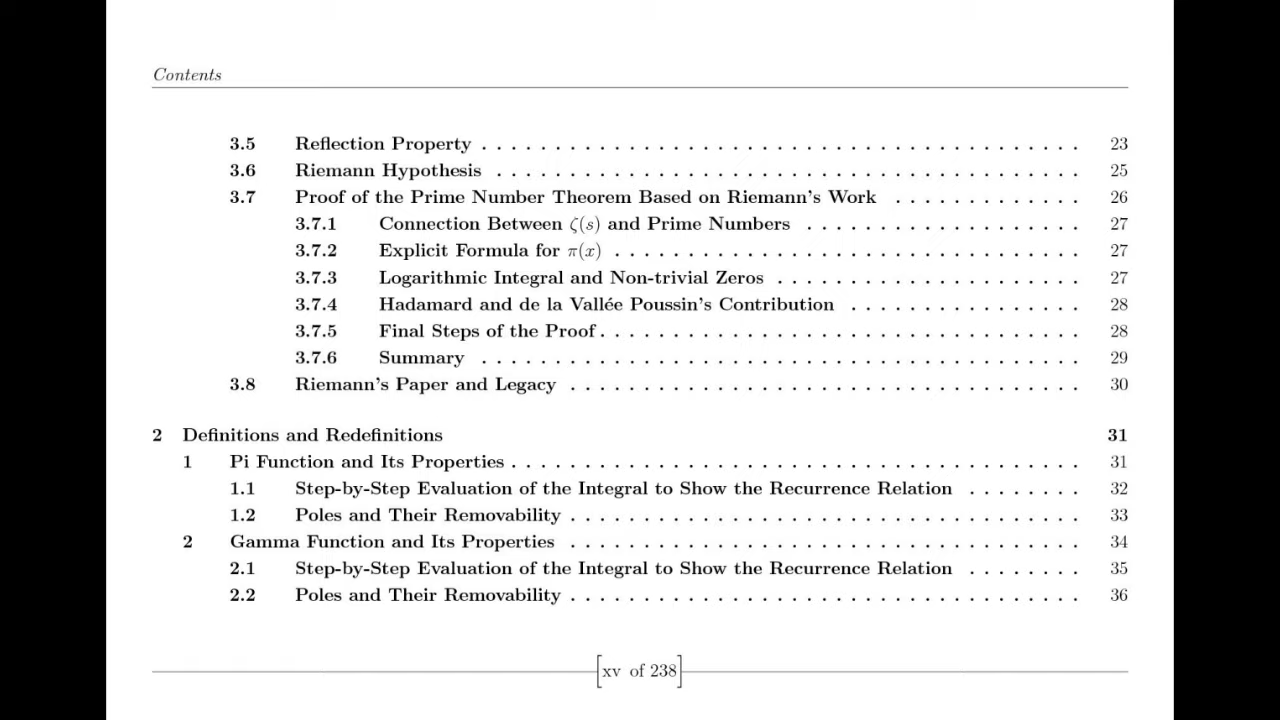 Contents
3.5 Reflection Property . . . . . . . . . . . . . . . . . . . . . . . . . . . . . . . . . . . . . . . . . 23
3.6 Riemann Hypothesis . . . . . . . . . . . . . . . . . . . . . . . . . . . . . . . . . . . . . . . . 25
3.7 Proof of the Prime Number Theorem Based on Riemann's Work . . . . . . . . . . . . . 26
3.7.1 Connection Between ζ(s) and Prime Numbers . . . . . . . . . . . . . . . . . . . 27
3.7.2 Explicit Formula for π(x) . . . . . . . . . . . . . . . . . . . . . . . . . . . . . . . . 27
3.7.3 Logarithmic Integral and Non-trivial Zeros . . . . . . . . . . . . . . . . . . . . . 27
3.7.4 Hadamard and de la Vallée Poussin's Contribution . . . . . . . . . . . . . . . . 28
3.7.5 Final Steps of the Proof . . . . . . . . . . . . . . . . . . . . . . . . . . . . . . . . . 28
3.7.6 Summary . . . . . . . . . . . . . . . . . . . . . . . . . . . . . . . . . . . . . . . . . 29
3.8 Riemann's Paper and Legacy . . . . . . . . . . . . . . . . . . . . . . . . . . . . . . . . . . . 30
2 Definitions and Redefinitions 31
1 Pi Function and Its Properties . . . . . . . . . . . . . . . . . . . . . . . . . . . . . . . . . . . . . . . 31
1.1 Step-by-Step Evaluation of the Integral to Show the Recurrence Relation . . . . . . . . 32
1.2 Poles and Their Removability . . . . . . . . . . . . . . . . . . . . . . . . . . . . . . . . . . . 33
2 Gamma Function and Its Properties . . . . . . . . . . . . . . . . . . . . . . . . . . . . . . . . . . . 34
2.1 Step-by-Step Evaluation of the Integral to Show the Recurrence Relation . . . . . . . . 35
2.2 Poles and Their Removability . . . . . . . . . . . . . . . . . . . . . . . . . . . . . . . . . . . 36
[xv of 238]